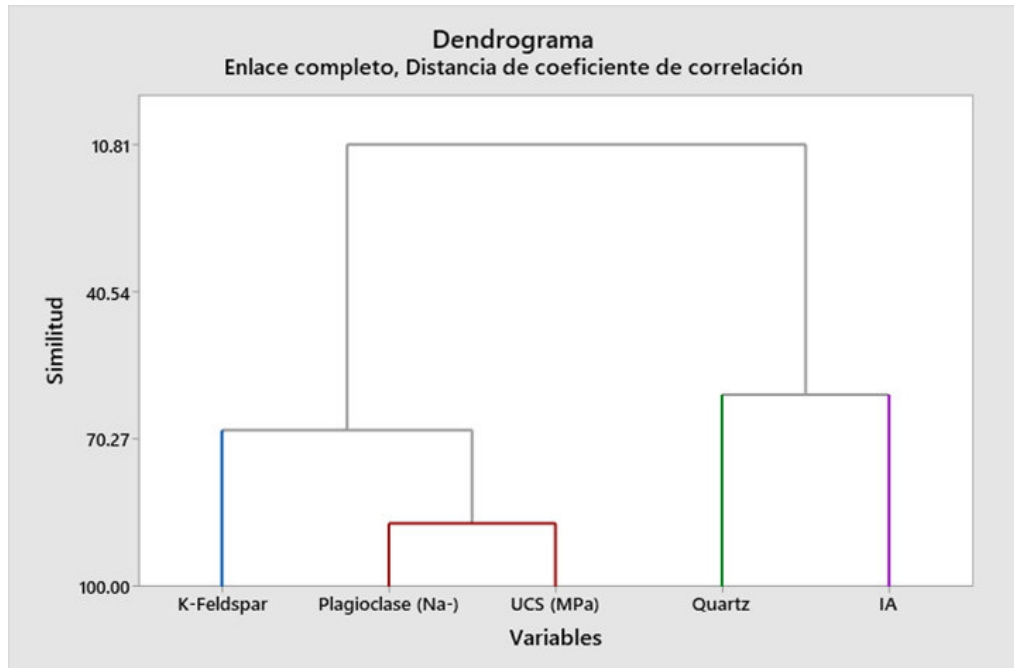 Dendrograma
Enlace completo, Distancia de coeficiente de correlación
Similitud
10.81
40.54
70.27
100.00
K-Feldspar
Plagioclase (Na-)
UCS (MPa)
Quartz
IA
Variables